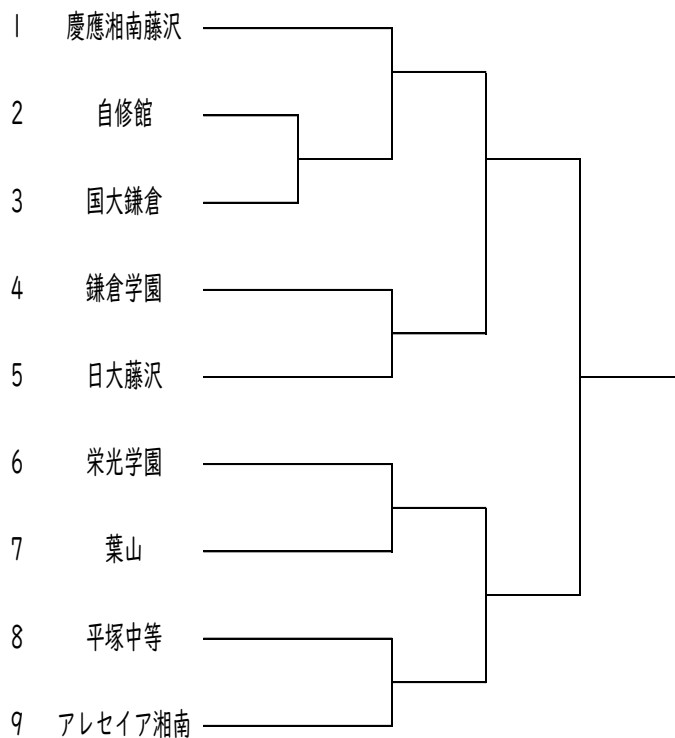 1 慶應湘南藤沢
2 自修館
3 国大鎌倉
4 鎌倉学園
5 日大藤沢
6 栄光学園
7 葉山
8 平塚中等
9 アレセイア湘南